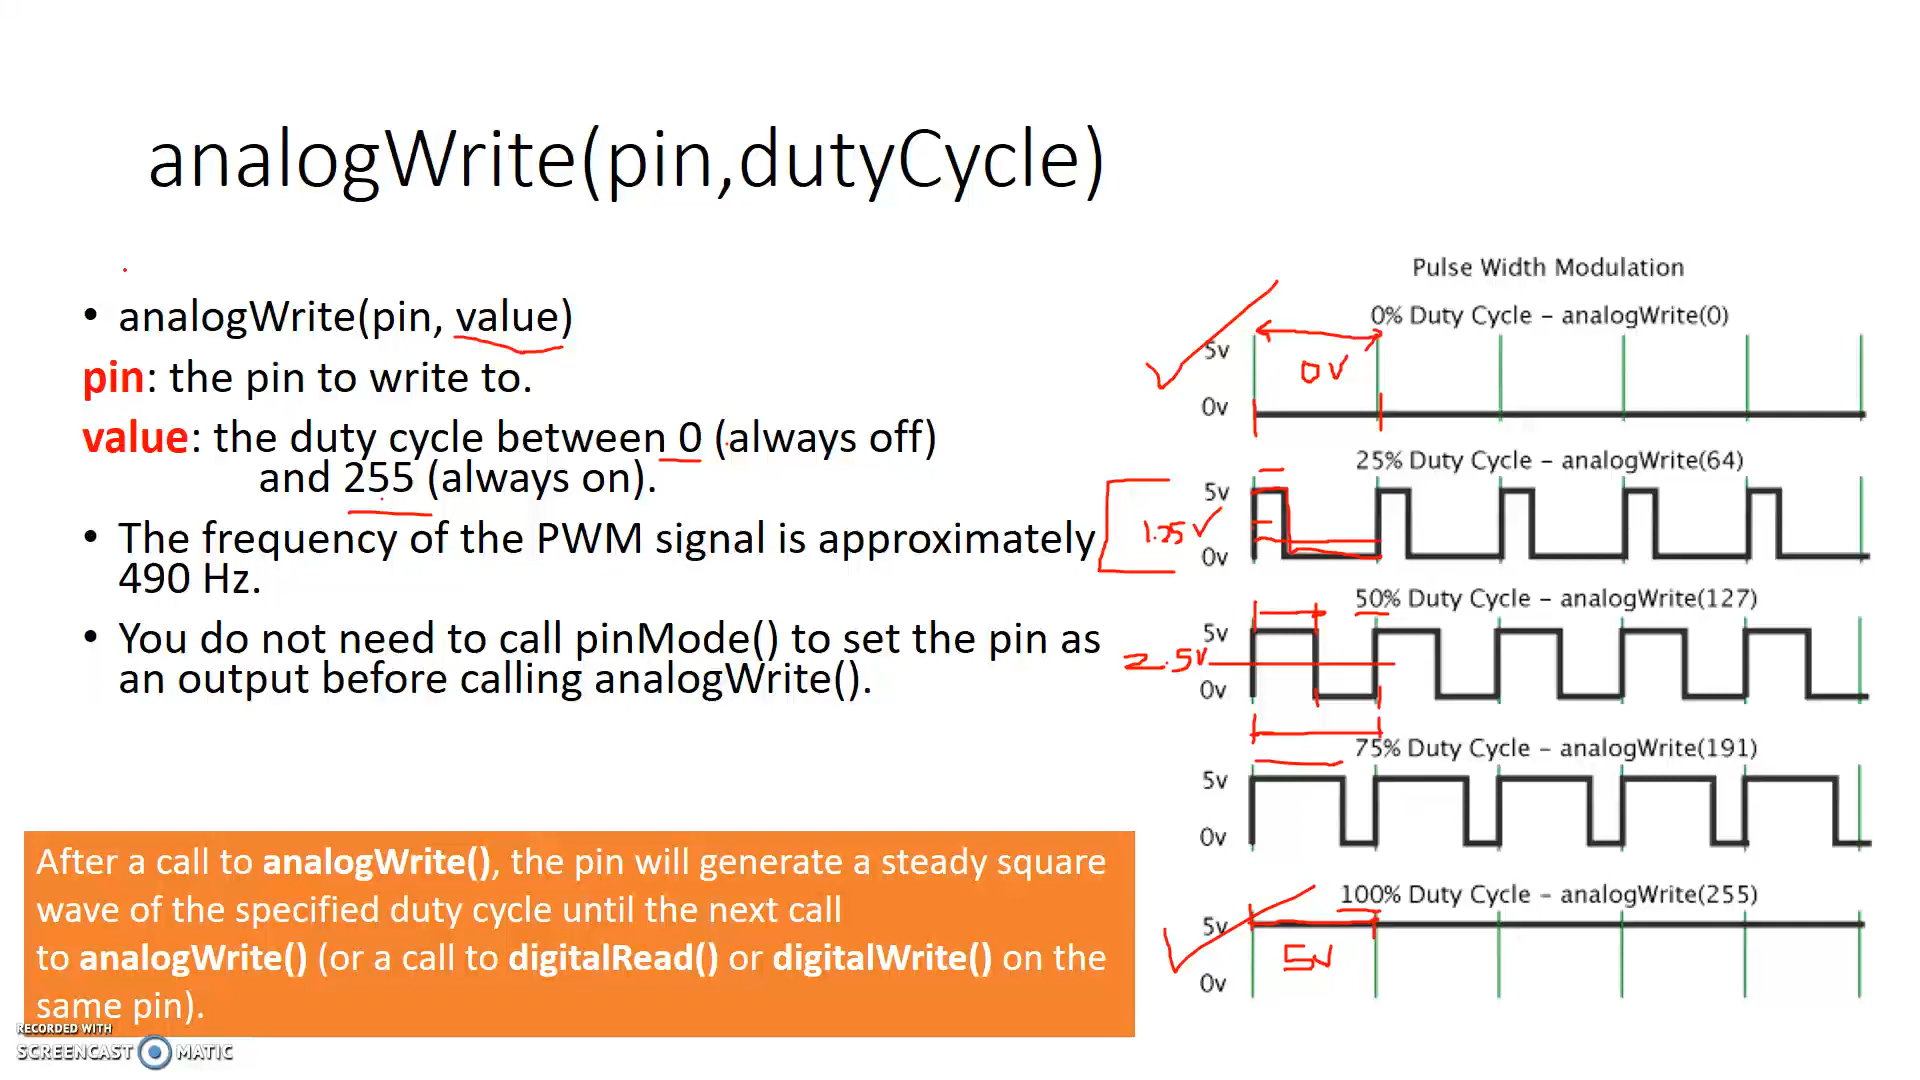 analogWrite(pin,dutyCycle)
• analogWrite(pin, value)
pin: the pin to write to.
value: the duty cycle between 0 (always off)
and 255 (always on).
• The frequency of the PWM signal is approximately
490 Hz.
• You do not need to call pinMode() to set the pin as
an output before calling analogWrite().
After a call to analogWrite(), the pin will generate a steady square
wave of the specified duty cycle until the next call
to analogWrite() (or a call to digitalRead() or digitalWrite() on the
same pin).
Pulse Width Modulation
0% Duty Cycle – analogWrite(0)
5v
0V
0v
25% Duty Cycle – analogWrite(64)
5v
1.25V
0v
50% Duty Cycle – analogWrite(127)
5v
2.5V
0v
75% Duty Cycle – analogWrite(191)
5v
0v
100% Duty Cycle – analogWrite(255)
5v
5V
0v
RECORDED WITH
SCREENCAST MATIC